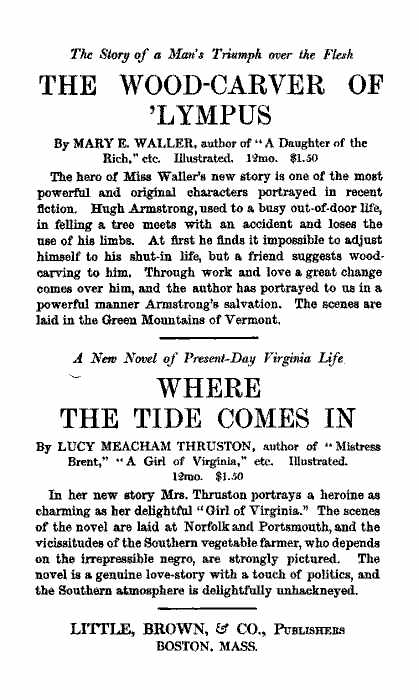 The Story of a Man's Triumph over the Flesh
THE WOOD-CARVER OF
'LYMPUS
By MARY E. WALLER, author of "A Daughter of the
Rich," etc. Illustrated. 12mo. $1.50
The hero of Miss Waller's new story is one of the most
powerful and original characters portrayed in recent
fiction. Hugh Armstrong, used to a busy out-of-door life,
in felling a tree meets with an accident and loses the
use of his limbs. At first he finds it impossible to adjust
himself to his shut-in life, but a friend suggests wood-
carving to him. Through work and love a great change
comes over him, and the author has portrayed to us in a
powerful manner Armstrong's salvation. The scenes are
laid in the Green Mountains of Vermont.
A New Novel of Present-Day Virginia Life
WHERE
THE TIDE COMES IN
By LUCY MEACHAM THRUSTON, author of "Mistress
Brent," "A Girl of Virginia," etc. Illustrated.
12mo. $1.50
In her new story Mrs. Thruston portrays a heroine as
charming as her delightful "Girl of Virginia." The scenes
of the novel are laid at Norfolk and Portsmouth, and the
vicissitudes of the Southern vegetable farmer, who depends
on the irrepressible negro, are strongly pictured. The
novel is a genuine love-story with a touch of politics, and
the Southern atmosphere is delightfully unhackneyed.
LITTLE, BROWN, & CO., PUBLISHERS
BOSTON, MASS.